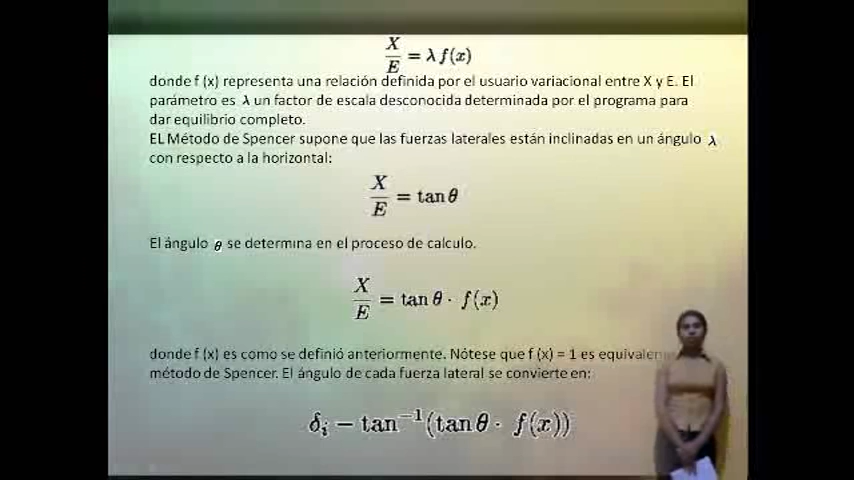 X/E = λ f(x)
donde f (x) representa una relación definida por el usuario variacional entre X y E. El
parámetro es λ un factor de escala desconocida determinada por el programa para
dar equilibrio completo.
EL Método de Spencer supone que las fuerzas laterales están inclinadas en un ángulo λ
con respecto a la horizontal:
X/E = tan θ
El ángulo θ se determina en el proceso de calculo.
X/E = tan θ · f(x)
donde f (x) es como se definió anteriormente. Nótese que f (x) = 1 es
método de Spencer. El ángulo de cada fuerza lateral se convierte en:
δᵢ − tan⁻¹(tan θ · f(x))